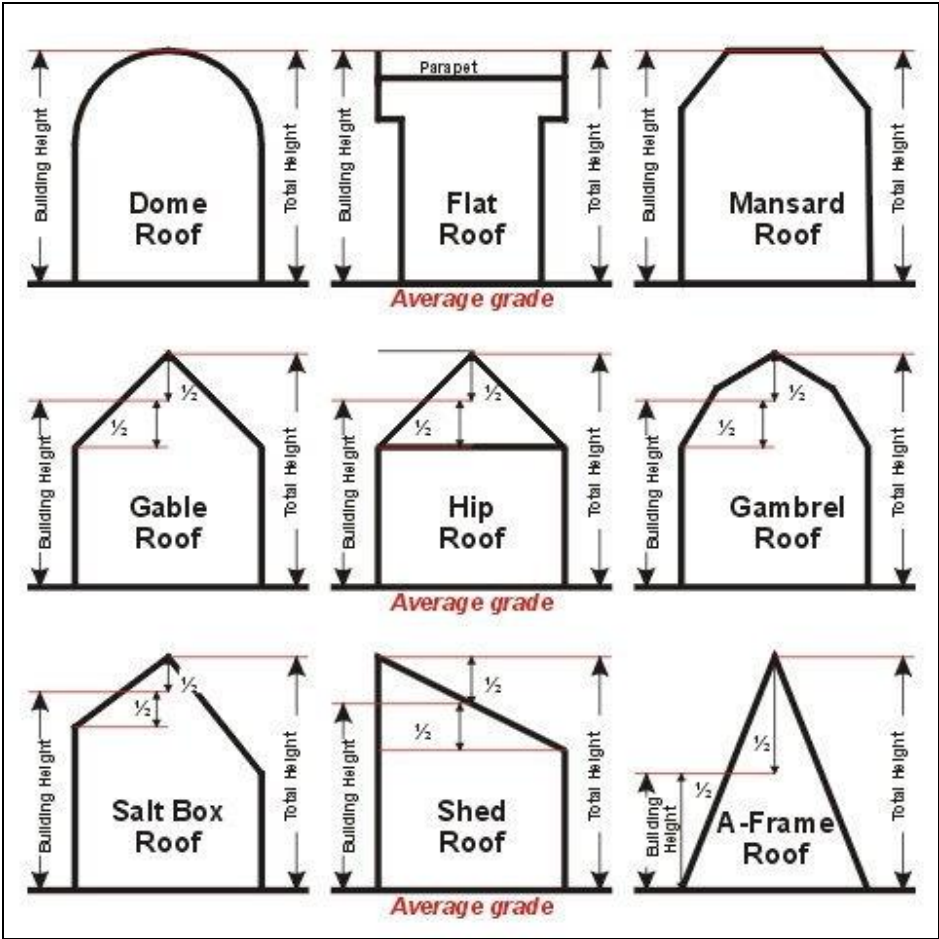 Building Height
Dome
Roof
Total Height
Building Height
Parapet
Flat
Roof
Total Height
Building Height
Mansard
Roof
Total Height
Average grade
Building Height
½
½
Gable
Roof
Total Height
Building Height
½
½
Hip
Roof
Total Height
Building Height
½
½
Gambrel
Roof
Total Height
Average grade
Building Height
½
½
Salt Box
Roof
Total Height
Building Height
½
½
Shed
Roof
Total Height
Building
Height
½
½
A-Frame
Roof
Total Height
Average grade